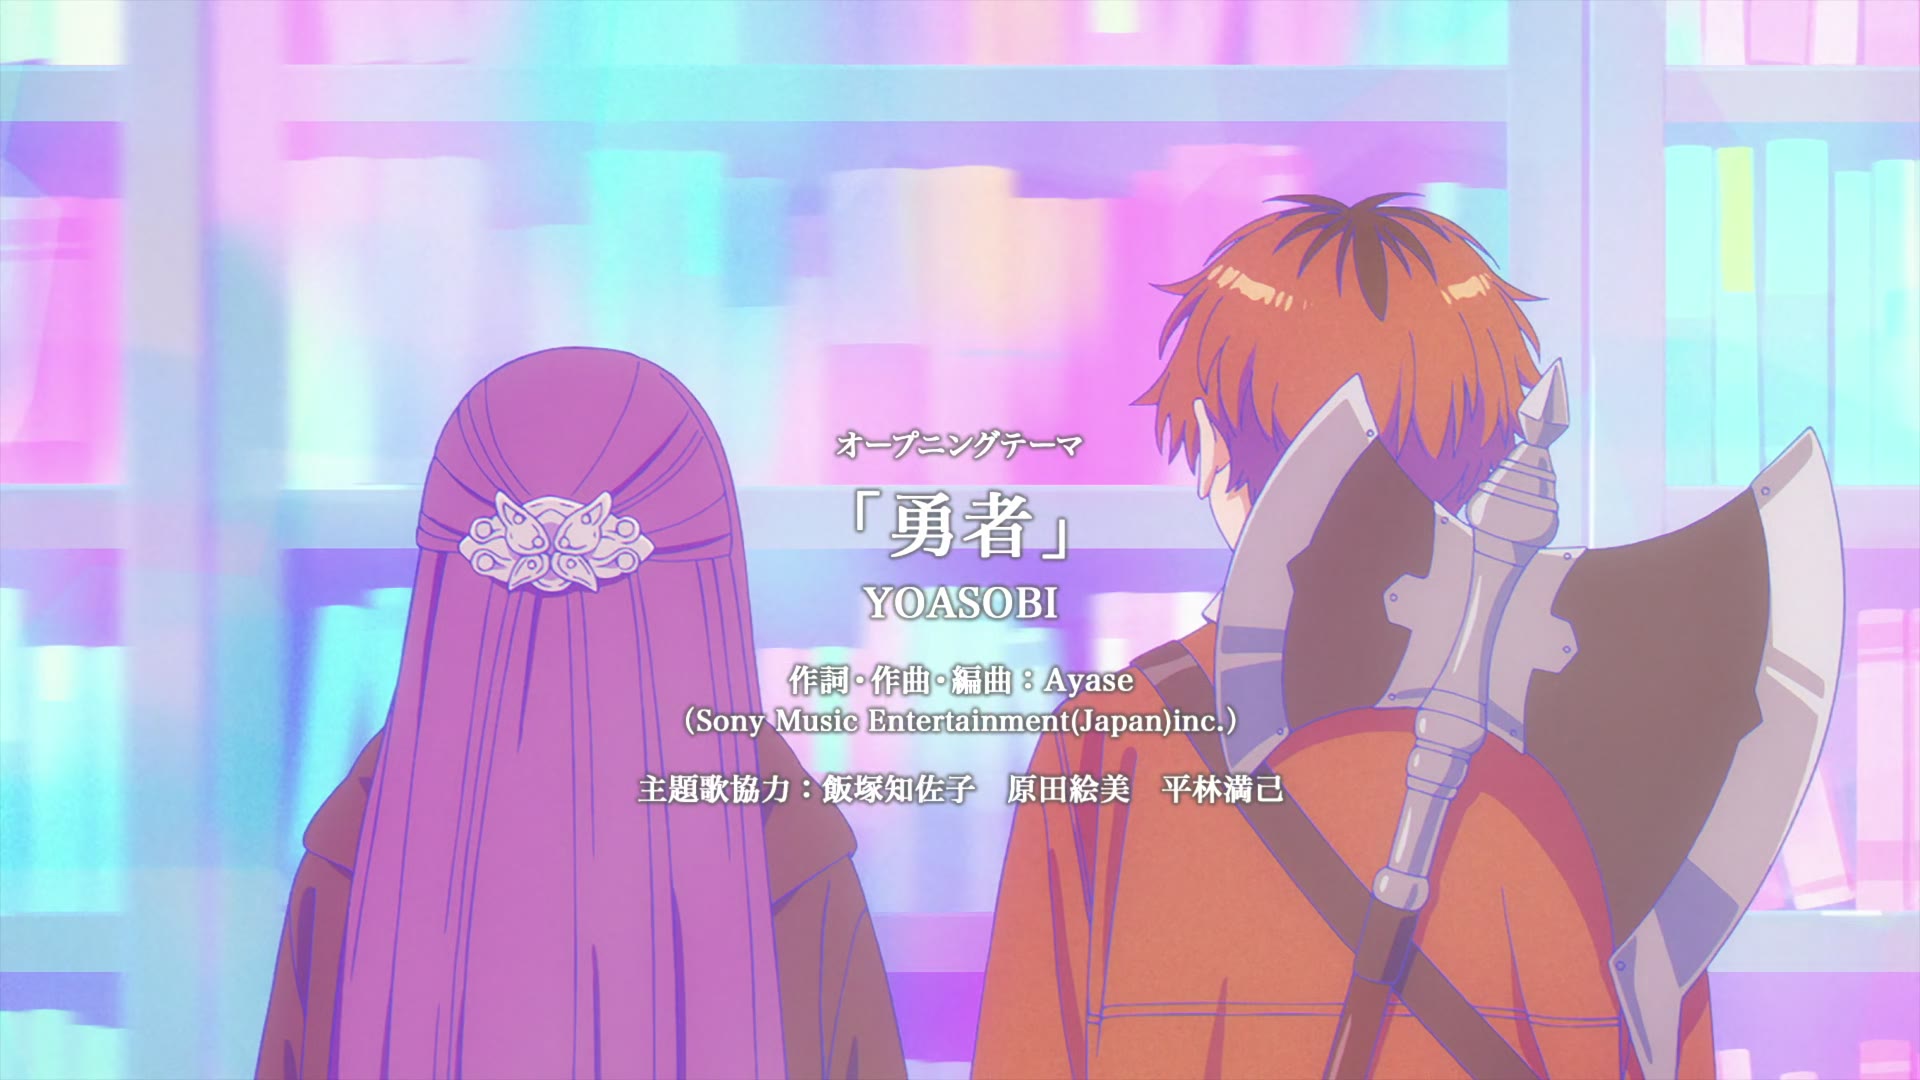 オープニングテーマ
「勇者」
YOASOBI
作詞・作曲・編曲：Ayase
（Sony Music Entertainment(Japan)inc.）
主題歌協力：飯塚知佐子　原田絵美　平林満己